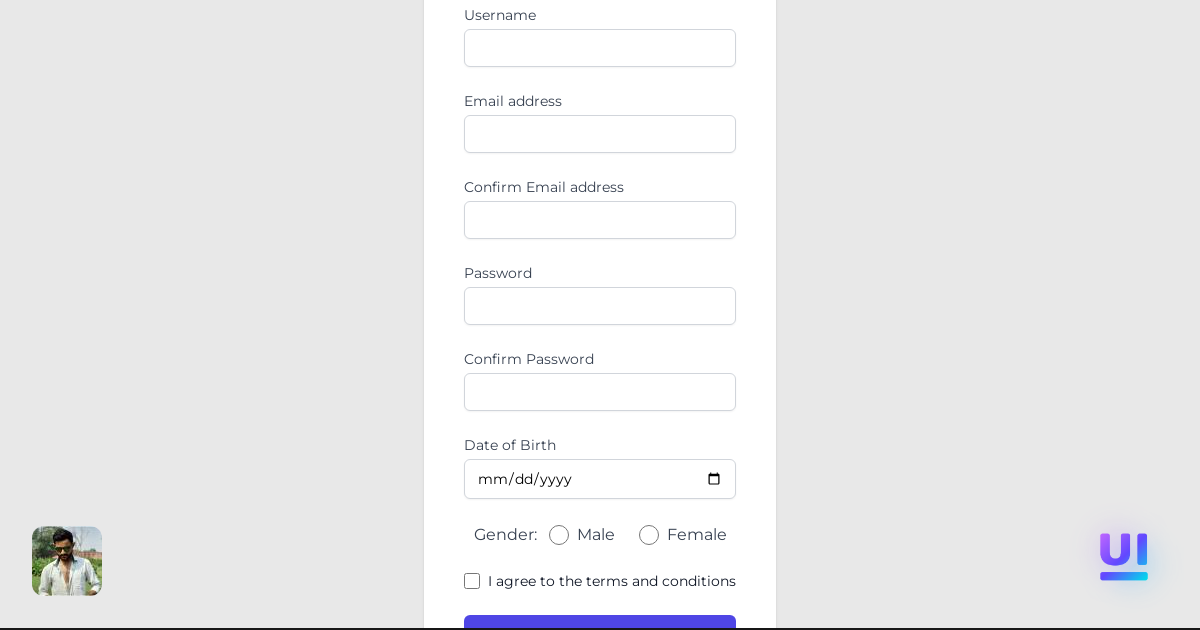 Username
Email address
Confirm Email address
Password
Confirm Password
Date of Birth
mm/dd/yyyy
Gender: Male Female
I agree to the terms and conditions
UI